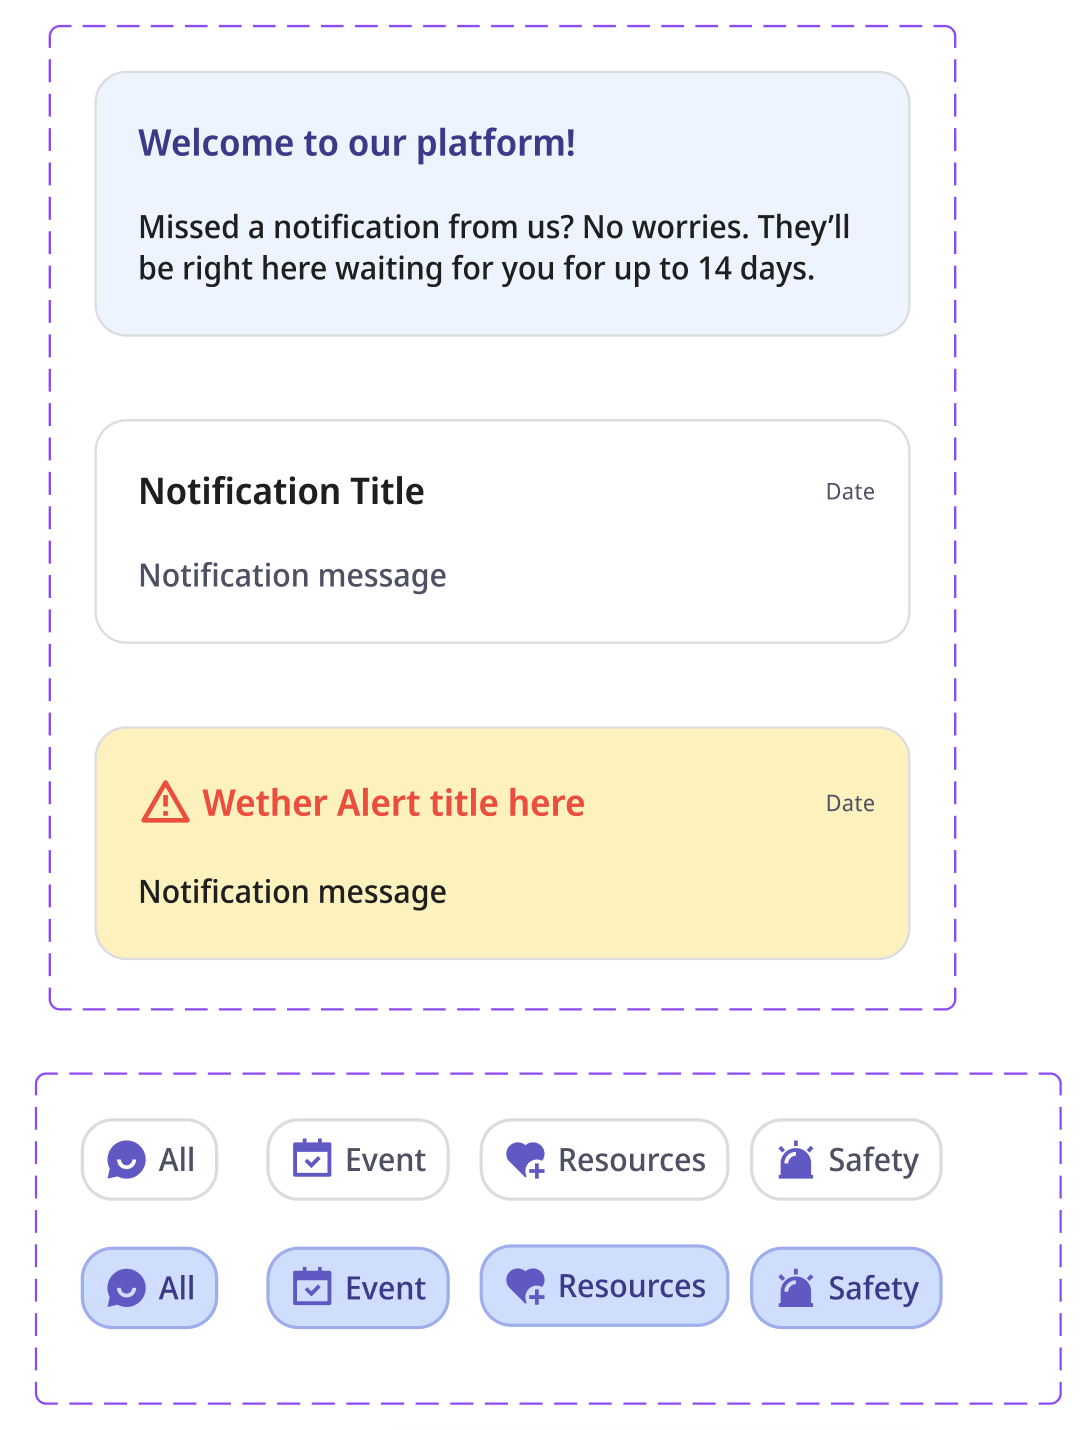 Welcome to our platform!
Missed a notification from us? No worries. They’ll
be right here waiting for you for up to 14 days.
Notification Title
Date
Notification message
Wether Alert title here
Date
Notification message
All
Event
Resources
Safety
All
Event
Resources
Safety